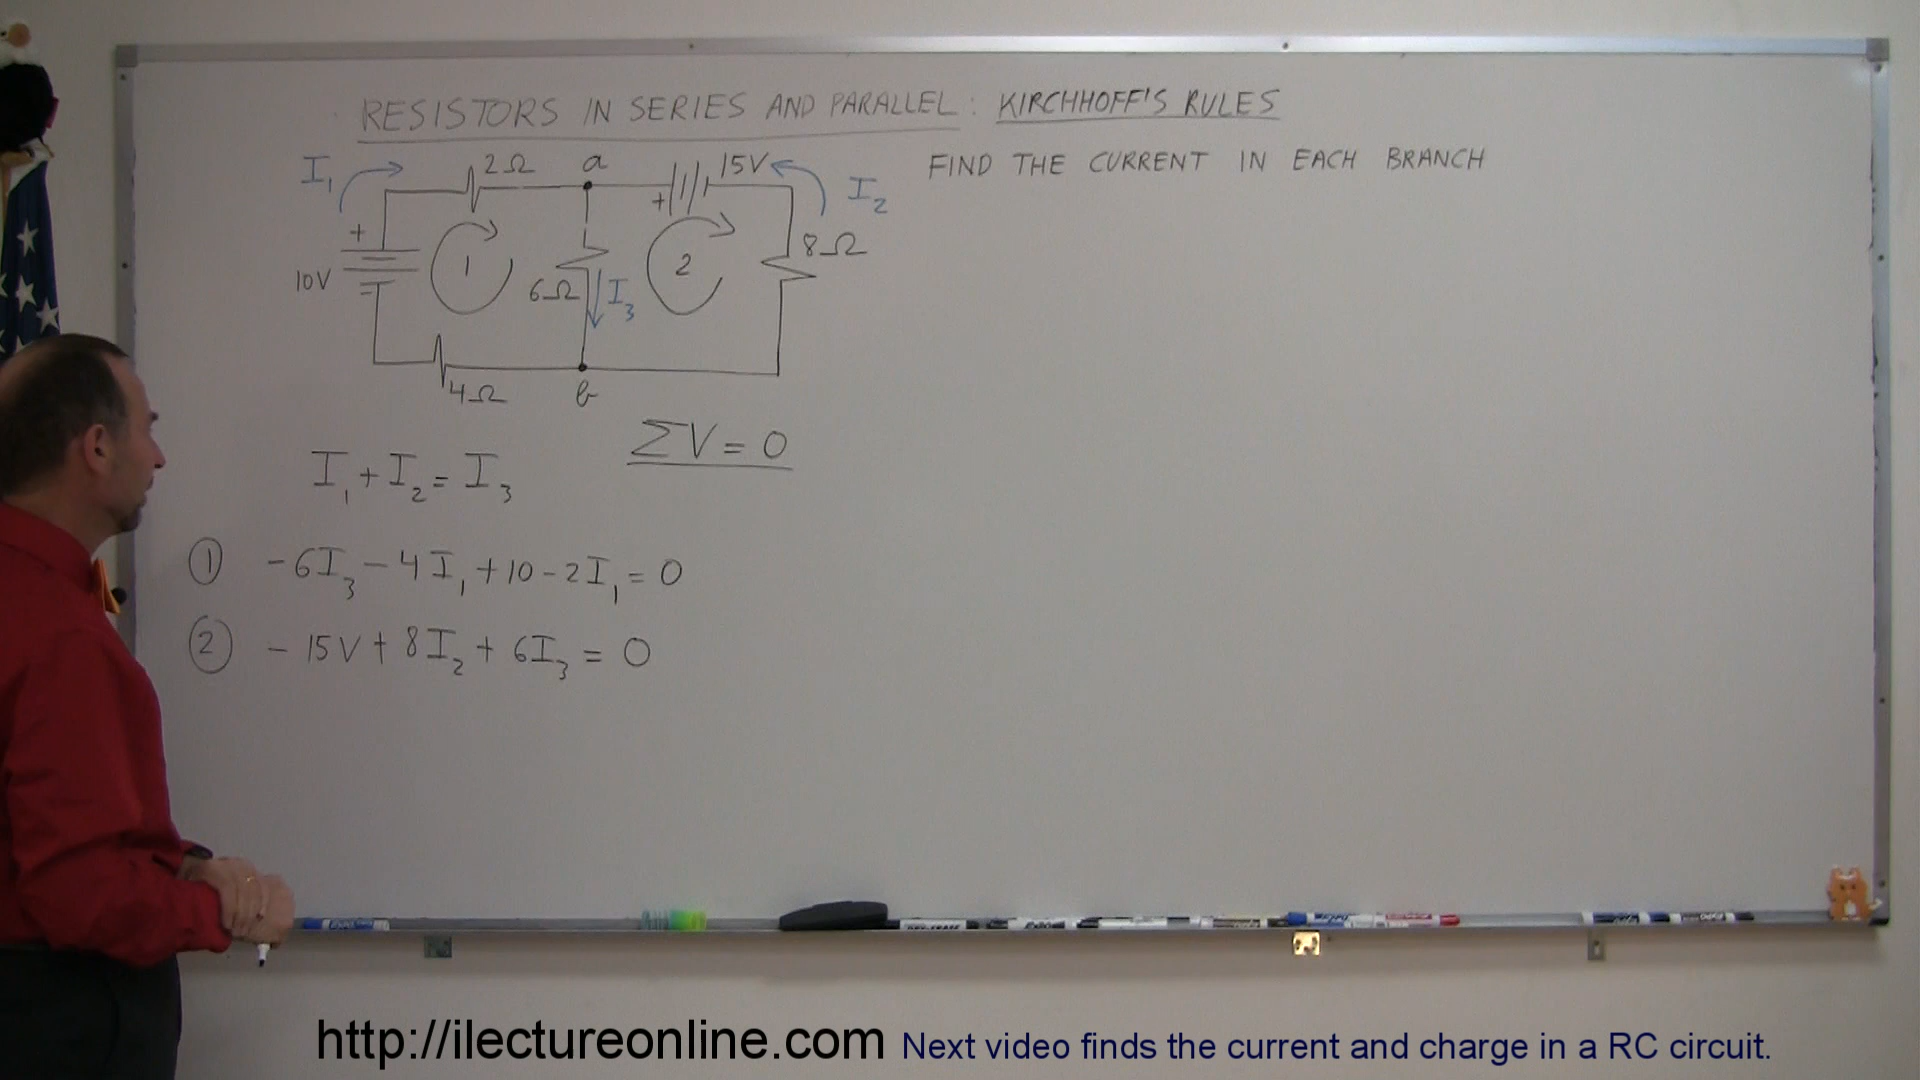 RESISTORS IN SERIES AND PARALLEL: KIRCHHOFF'S RULES
FIND THE CURRENT IN EACH BRANCH
I₁ 2Ω a 15V I₂
+ +
10V 1 6Ω I₃ 2 8Ω
-
4Ω b
ΣV = 0
I₁ + I₂ = I₃
① -6I₃ - 4I₁ + 10 - 2I₁ = 0
② - 15V + 8I₂ + 6I₃ = 0
http://ilectureonline.com Next video finds the current and charge in a RC circuit.